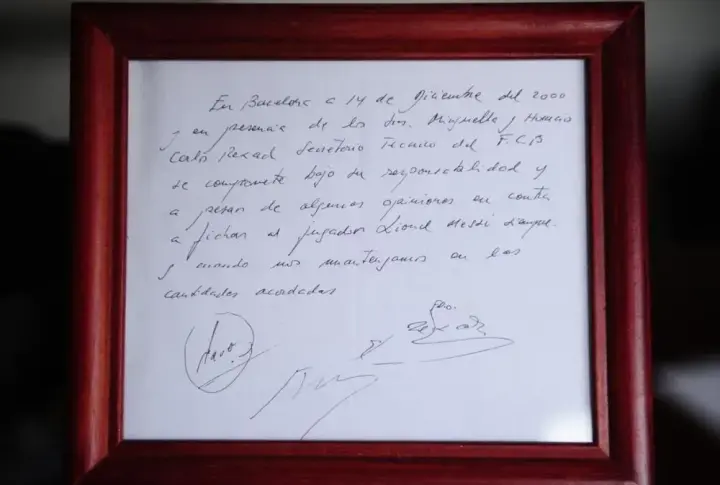 En Barcelona a 14 de Diciembre del 2000
y en presencia de los Srs. Minguella y Horacio
Carlos Rexach Secretario Tecnico del F.C.B
se compromete bajo su responsabilidad y
a pesar de algunas opiniones en contra
a fichar al jugador Lionel Messi siempre
y cuando nos mantengamos en las
cantidades acordadas